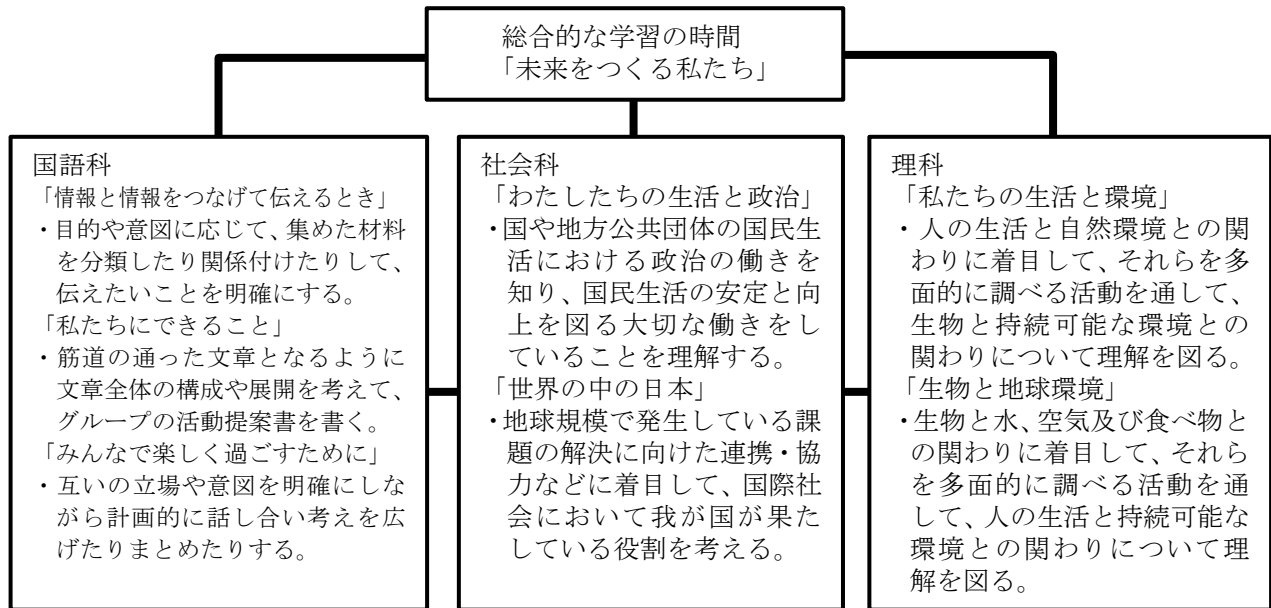 総合的な学習の時間
「未来をつくる私たち」
国語科
「情報と情報をつなげて伝えるとき」
・目的や意図に応じて、集めた材料
を分類したり関係付けたりして、
伝えたいことを明確にする。
「私たちにできること」
・筋道の通った文章となるように
文章全体の構成や展開を考えて、
グループの活動提案書を書く。
「みんなで楽しく過ごすために」
・互いの立場や意図を明確にしな
がら計画的に話し合い考えを広
げたりまとめたりする。
社会科
「わたしたちの生活と政治」
・国や地方公共団体の国民生
活における政治の働きを
知り、国民生活の安定と向
上を図る大切な働きをし
ていることを理解する。
「世界の中の日本」
・地球規模で発生している課
題の解決に向けた連携・協
力などに着目して、国際社
会において我が国が果た
している役割を考える。
理科
「私たちの生活と環境」
・人の生活と自然環境との関
わりに着目して、それらを多
面的に調べる活動を通して、
生物と持続可能な環境との
関わりについて理解を図る。
「生物と地球環境」
・生物と水、空気及び食べ物と
の関わりに着目して、それら
を多面的に調べる活動を通
して、人の生活と持続可能な
環境との関わりについて理
解を図る。